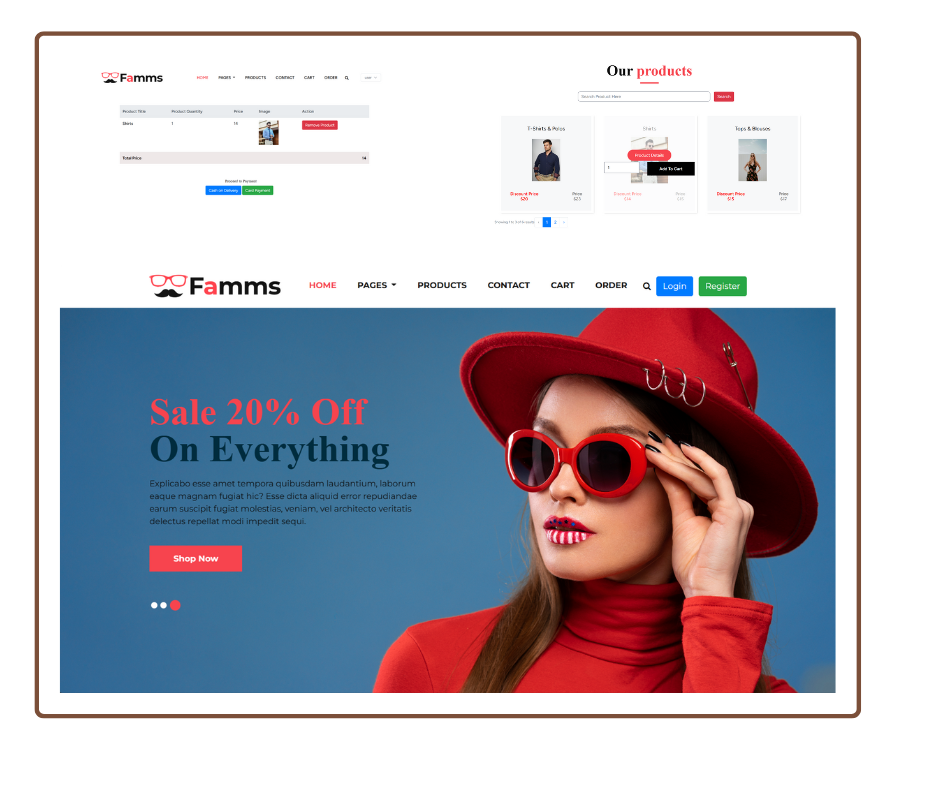 Famms
HOME PAGES PRODUCTS CONTACT CART ORDER
Product Title Product Quantity Price Image Action
Shirts 1 14 Remove Product
Total Price 14
Proceed to Payment
Cash on Delivery Card Payment
Our products
Search Product Here Search
T-Shirts & Polos Shirts Tops & Blouses
Product Details
1 Add To Cart
Discount Price Price Discount Price Price Discount Price Price
$20 $23 $14 $15 $17
1 2
Famms HOME PAGES PRODUCTS CONTACT CART ORDER Login Register
Sale 20% Off
On Everything
Explicabo esse amet tempora quibusdam laudantium, laborum
eaque magnam fugiat hic? Esse dicta aliquid error repudiandae
earum suscipit fugiat molestias, veniam, vel architecto veritatis
delectus repellat modi impedit sequi.
Shop Now